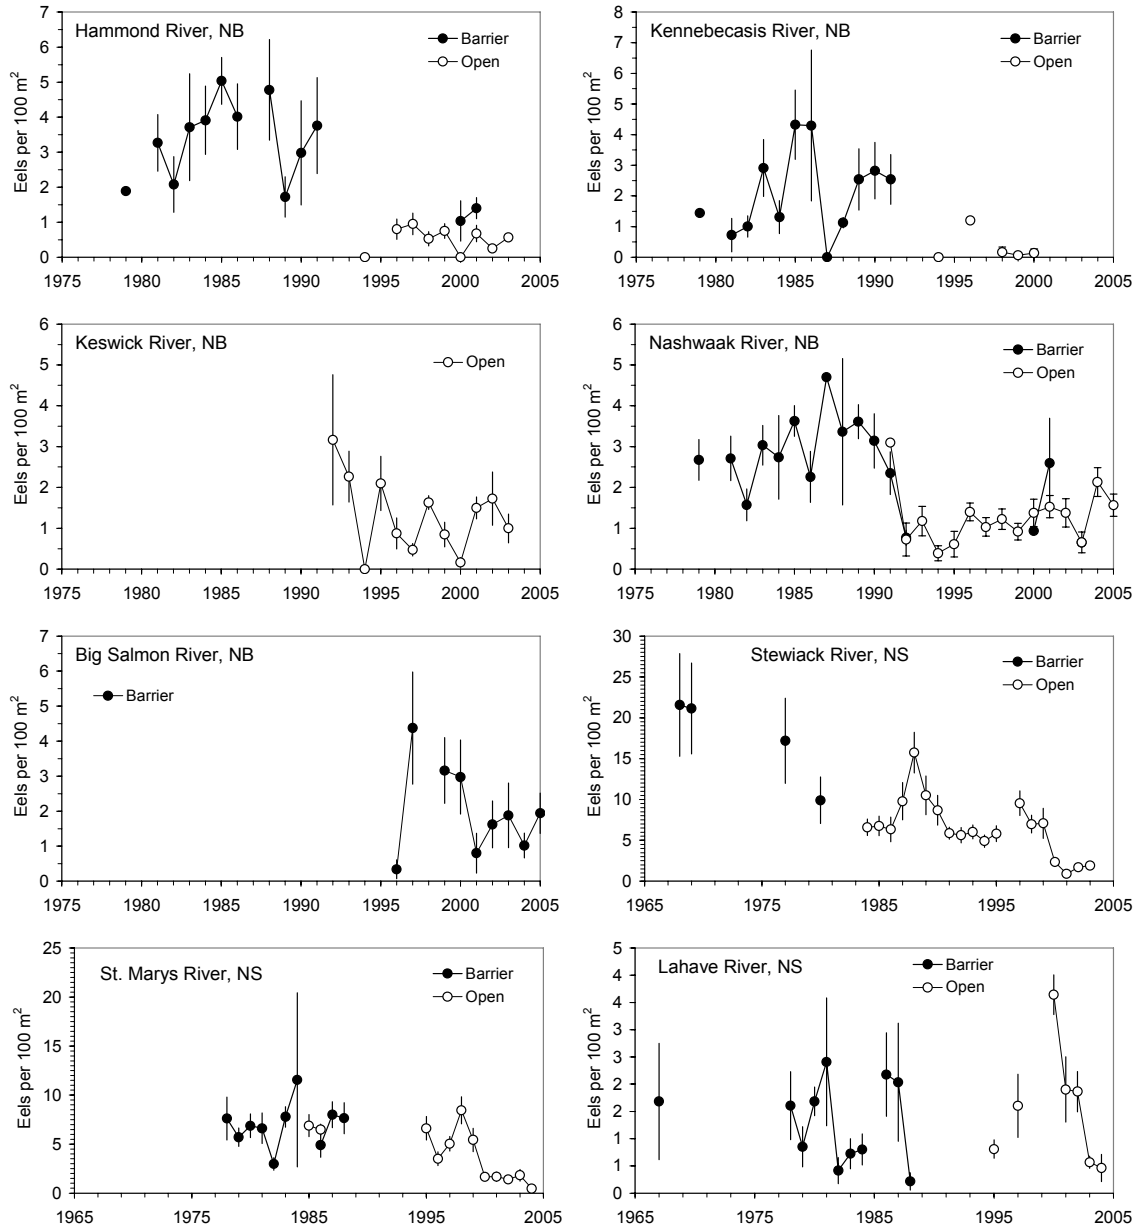 Hammond River, NB
Barrier
Open
Eels per 100 m²
7
6
5
4
3
2
1
0
1975 1980 1985 1990 1995 2000 2005
Kennebecasis River, NB
Barrier
Open
Eels per 100 m²
8
7
6
5
4
3
2
1
0
1975 1980 1985 1990 1995 2000 2005
Keswick River, NB
Open
Eels per 100 m²
6
5
4
3
2
1
0
1975 1980 1985 1990 1995 2000 2005
Nashwaak River, NB
Barrier
Open
Eels per 100 m²
6
5
4
3
2
1
0
1975 1980 1985 1990 1995 2000 2005
Big Salmon River, NB
Barrier
Eels per 100 m²
7
6
5
4
3
2
1
0
1975 1980 1985 1990 1995 2000 2005
Stewiack River, NS
Barrier
Open
Eels per 100 m²
30
25
20
15
10
5
0
1965 1975 1985 1995 2005
St. Marys River, NS
Barrier
Open
Eels per 100 m²
25
20
15
10
5
0
1965 1975 1985 1995 2005
Lahave River, NS
Barrier
Open
Eels per 100 m²
5
4
4
3
3
2
2
1
1
0
1965 1975 1985 1995 2005